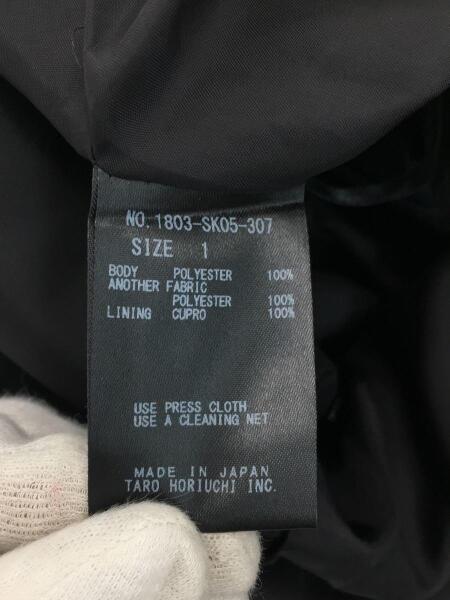 NO. 1803-SK05-307
SIZE 1
BODY POLYESTER 100%
ANOTHER FABRIC
POLYESTER 100%
LINING CUPRO 100%
USE PRESS CLOTH
USE A CLEANING NET
MADE IN JAPAN
TARO HORIUCHI INC.